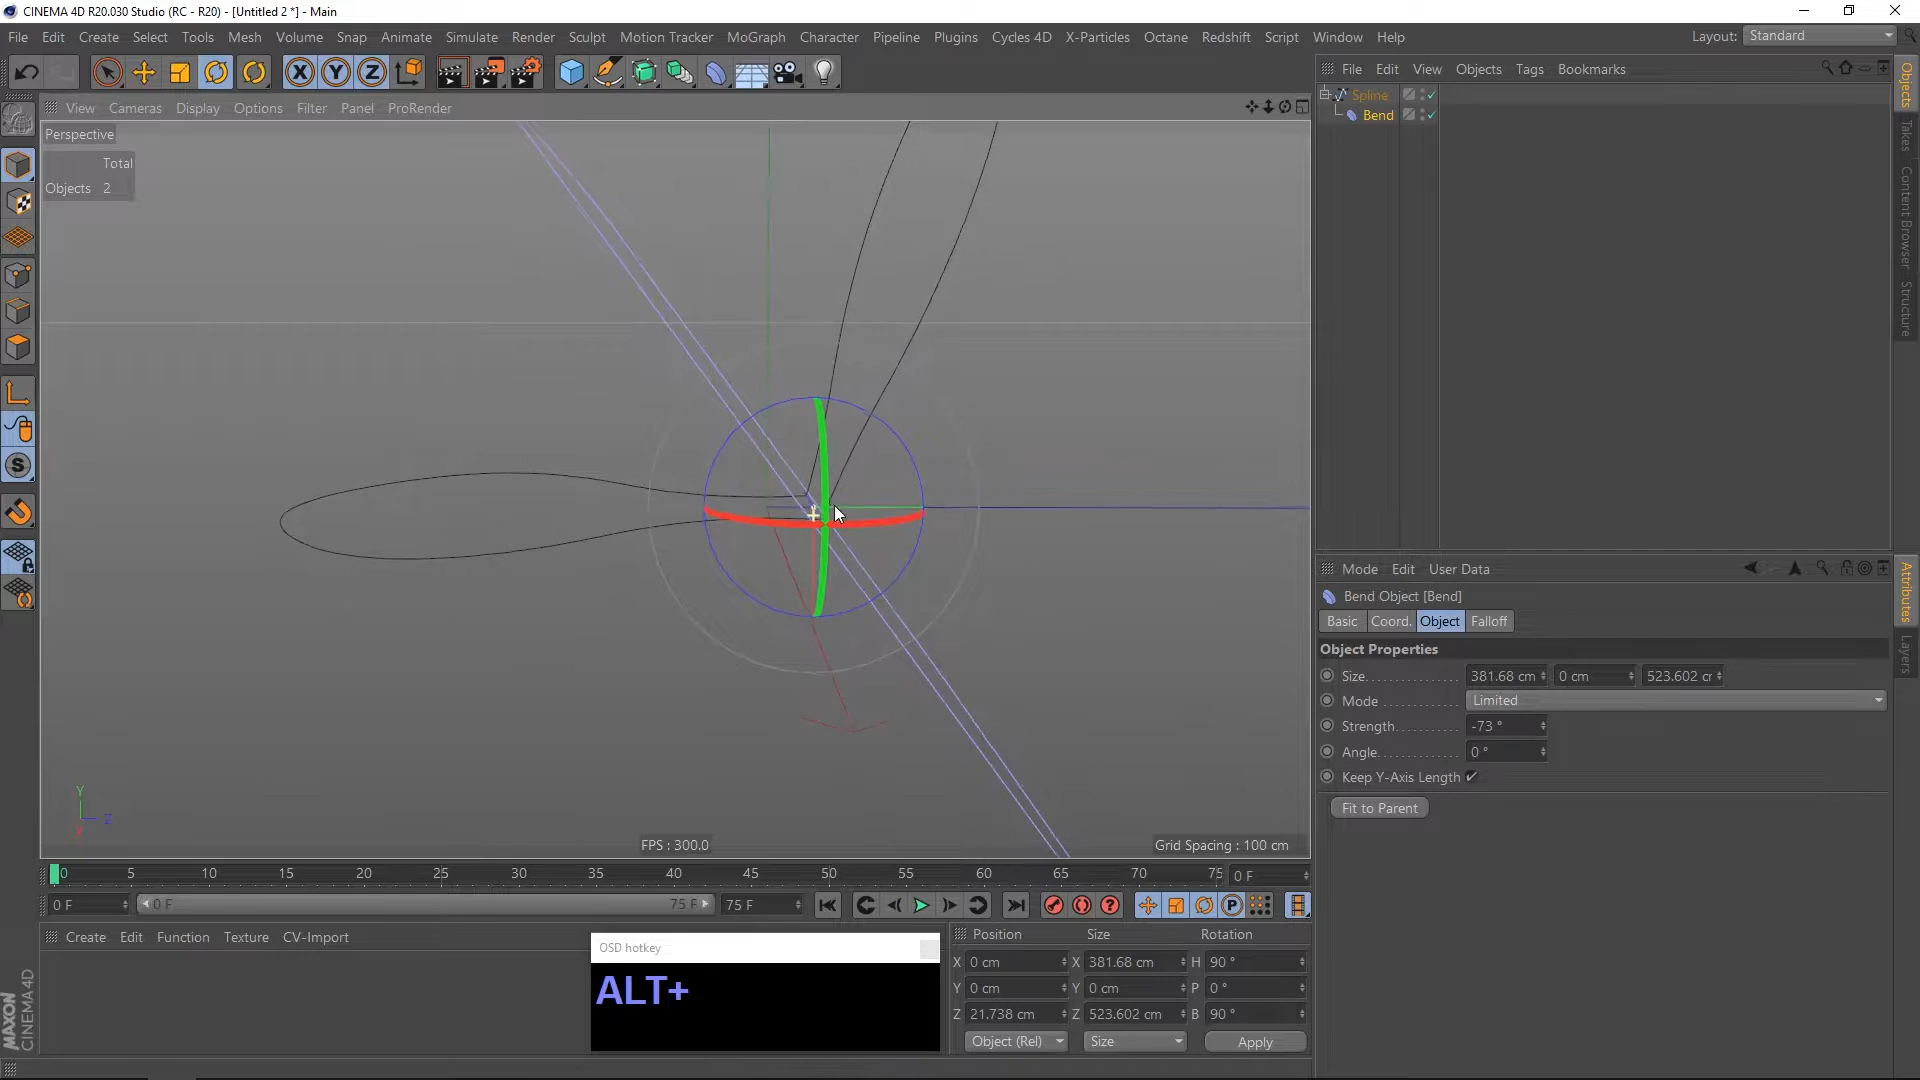 CINEMA 4D R20.030 Studio (RC - R20) - [Untitled 2 *] - Main
File Edit Create Select Tools Mesh Volume Snap Animate Simulate Render Sculpt Motion Tracker MoGraph Character Pipeline Plugins Cycles 4D X-Particles Octane Redshift Script Window Help
Layout: Standard
View Cameras Display Options Filter Panel ProRender
Perspective
Total
Objects 2
Y
Z
X
FPS : 300.0
Grid Spacing : 100 cm
File Edit View Objects Tags Bookmarks
Spline
Bend
Objects
Takes
Content Browser
Structure
Mode Edit User Data
Bend Object [Bend]
Basic Coord. Object Falloff
Object Properties
Size 381.68 cm 0 cm 523.602 cr
Mode Limited
Strength -73 °
Angle 0 °
Keep Y-Axis Length
Fit to Parent
Attributes
Layers
0 5 10 15 20 25 30 35 40 45 50 55 60 65 70 75 0 F
0 F 0 F 75 F 75 F
Create Edit Function Texture CV-Import
OSD hotkey
ALT+
Position Size Rotation
X 0 cm X 381.68 cm H 90 °
Y 0 cm Y 0 cm P 0 °
Z 21.738 cm Z 523.602 cm B 90 °
Object (Rel) Size Apply
MAXON
CINEMA 4D